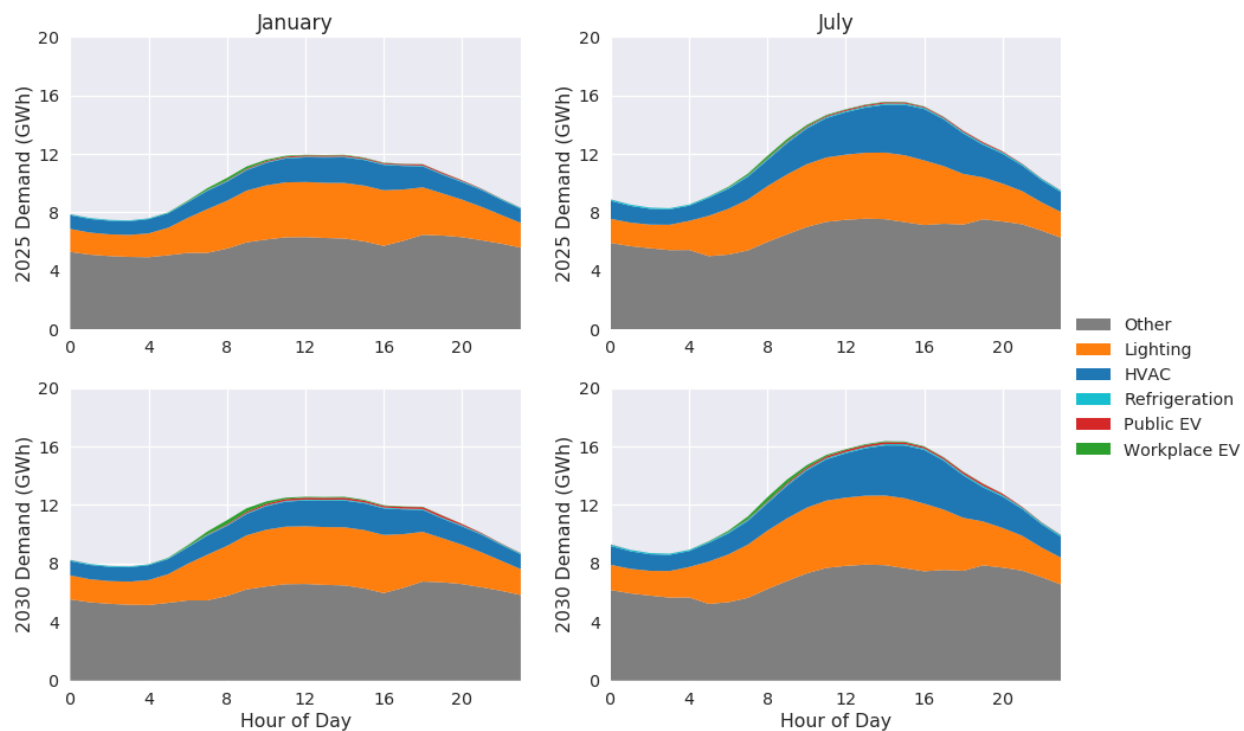 January
July
2025 Demand (GWh)
20
16
12
8
4
0
0 4 8 12 16 20
2025 Demand (GWh)
20
16
12
8
4
0
0 4 8 12 16 20
2030 Demand (GWh)
20
16
12
8
4
0
0 4 8 12 16 20
Hour of Day
2030 Demand (GWh)
20
16
12
8
4
0
0 4 8 12 16 20
Hour of Day
Other
Lighting
HVAC
Refrigeration
Public EV
Workplace EV